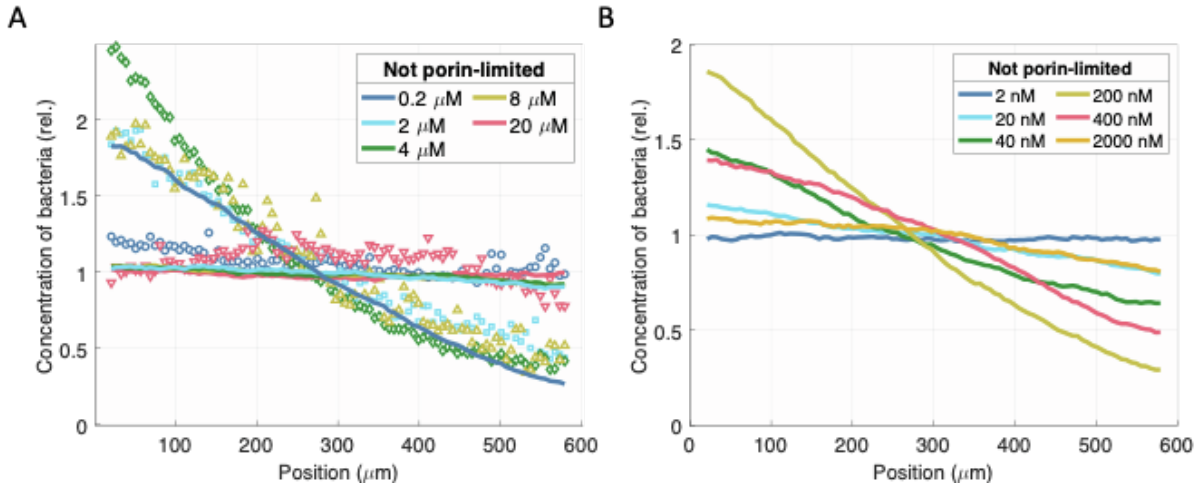 A
Concentration of bacteria (rel.)
2
1.5
1
0.5
0
100 200 300 400 500 600
Position (μm)
Not porin-limited
0.2 μM 8 μM
2 μM 20 μM
4 μM
B
Concentration of bacteria (rel.)
2
1.5
1
0.5
0
0 100 200 300 400 500 600
Position (μm)
Not porin-limited
2 nM 200 nM
20 nM 400 nM
40 nM 2000 nM